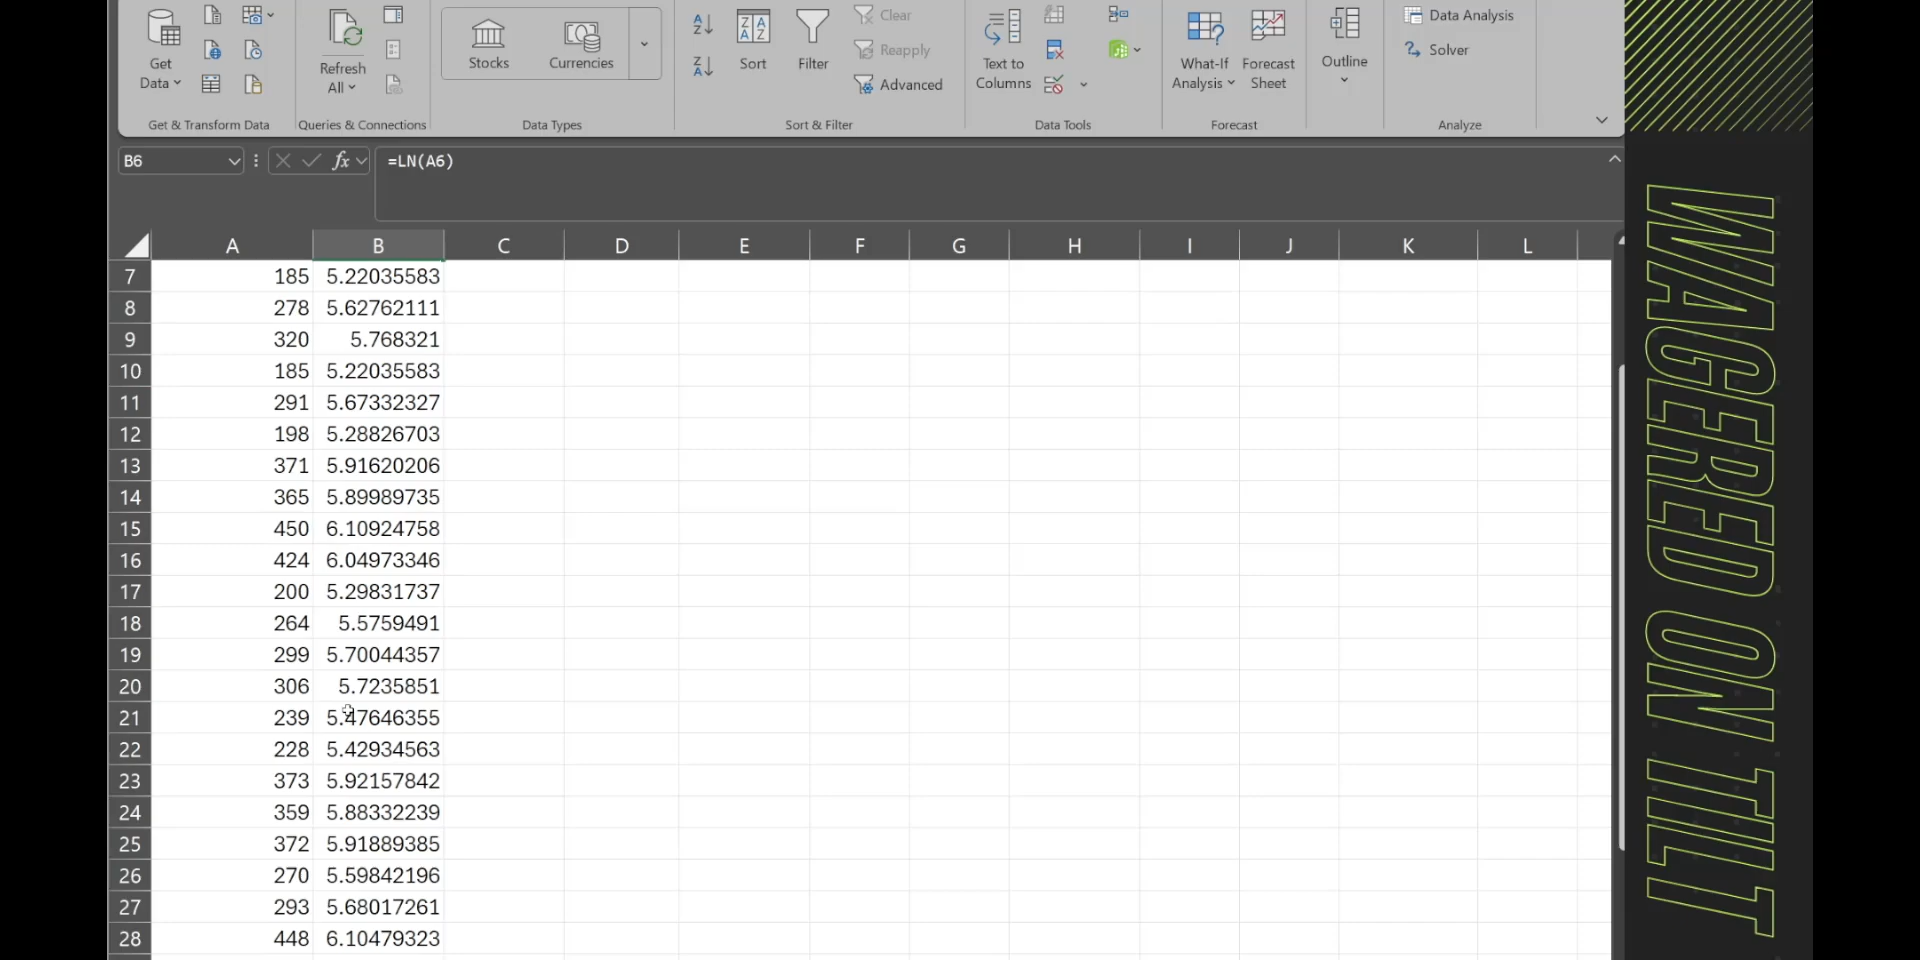 Get Data
Refresh All
Stocks
Currencies
Sort
Filter
Clear
Reapply
Advanced
Text to Columns
What-If Analysis
Forecast Sheet
Outline
Data Analysis
Solver
Get & Transform Data
Queries & Connections
Data Types
Sort & Filter
Data Tools
Forecast
Analyze
B6
fx
=LN(A6)
A B C D E F G H I J K L
7 185 5.22035583
8 278 5.62762111
9 320 5.768321
10 185 5.22035583
11 291 5.67332327
12 198 5.28826703
13 371 5.91620206
14 365 5.89989735
15 450 6.10924758
16 424 6.04973346
17 200 5.29831737
18 264 5.5759491
19 299 5.70044357
20 306 5.7235851
21 239 5.47646355
22 228 5.42934563
23 373 5.92157842
24 359 5.88332239
25 372 5.91889385
26 270 5.59842196
27 293 5.68017261
28 448 6.10479323
WAGERED ON TILT